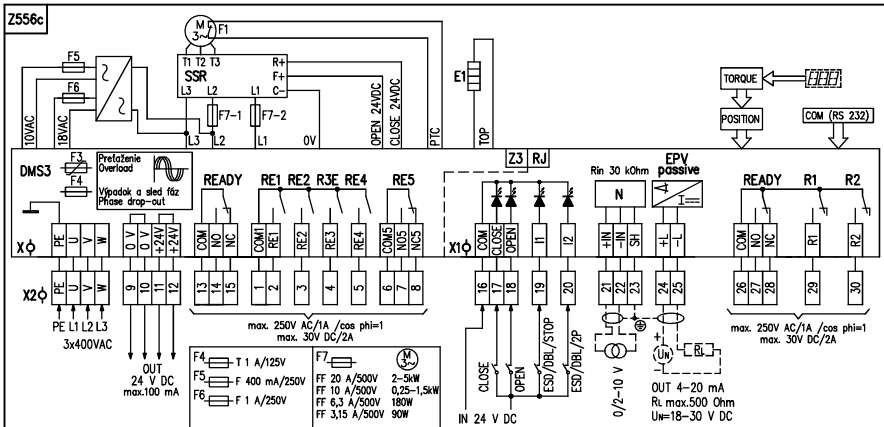 Z556c
M
3~
F1
F5
F6
T1 T2 T3
SSR
R+
F+
C-
L3 L2 L1
F7-1
F7-2
10VAC
18VAC
L3
L2
L1
0V
OPEN 24VDC
CLOSE 24VDC
PTC
E1
TOP
TORQUE
POSITION
COM (RS 232)
DMS3
F3
F4
Preťaženie
Overload
Výpadok a sled fáz
Phase drop-out
READY
RE1 RE2 R3E RE4
RE5
Z3 RJ
Rin 30 kOhm
N
EPV
passive
I
READY
R1
R2
X
PE U V W
0 V 0 V +24V +24V
COM NO NC
COM1 RE1 RE2 RE3 RE4
COM5 NO5 NC5
X1
COM CLOSE OPEN I1 I2
+IN -IN SH
+L -L
COM NO NC R1 R2
X2
PE U V W 9 10 11 12 13 14 15 1 2 3 4 5 6 7 8 16 17 18 19 20 21 22 23 24 25 26 27 28 29 30
PE L1 L2 L3
3x400VAC
OUT
24 V DC
max.100 mA
max. 250V AC/1A /cos phi=1
max. 30V DC/2A
F4 T 1 A/125V
F5 F 400 mA/250V
F6 F 1 A/250V
F7
M
3~
FF 20 A/500V 2-5kW
FF 10 A/500V 0,25-1,5kW
FF 6,3 A/500V 180W
FF 3,15 A/500V 90W
IN 24 V DC
CLOSE
OPEN
ESD/DBL/STOP
ESD/DBL/2P
0/2-10 V
+
UN
-
RL
OUT 4-20 mA
RL max.500 Ohm
UN=18-30 V DC
max. 250V AC/1A /cos phi=1
max. 30V DC/2A